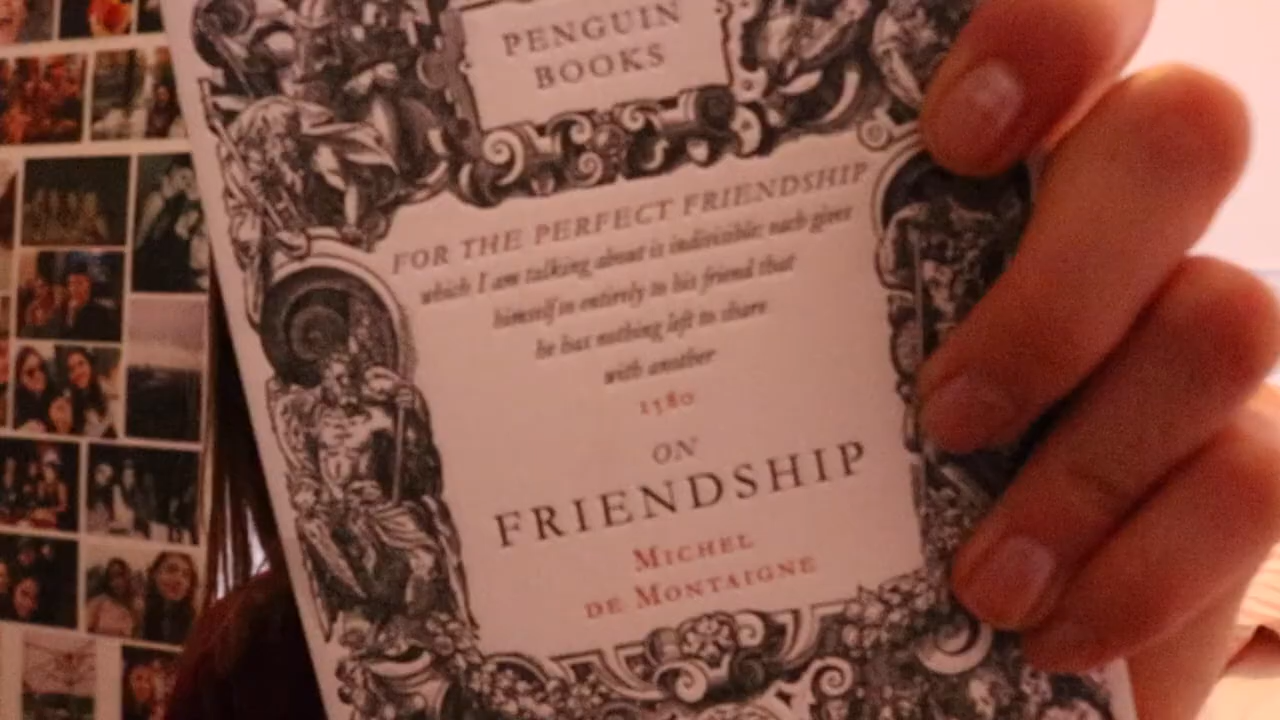 PENGUIN
BOOKS
FOR THE PERFECT FRIENDSHIP
which I am talking about is indivisible: each gives
himself so entirely to his friend that
he has nothing left to share
with another
1580
ON
FRIENDSHIP
MICHEL
DE MONTAIGNE